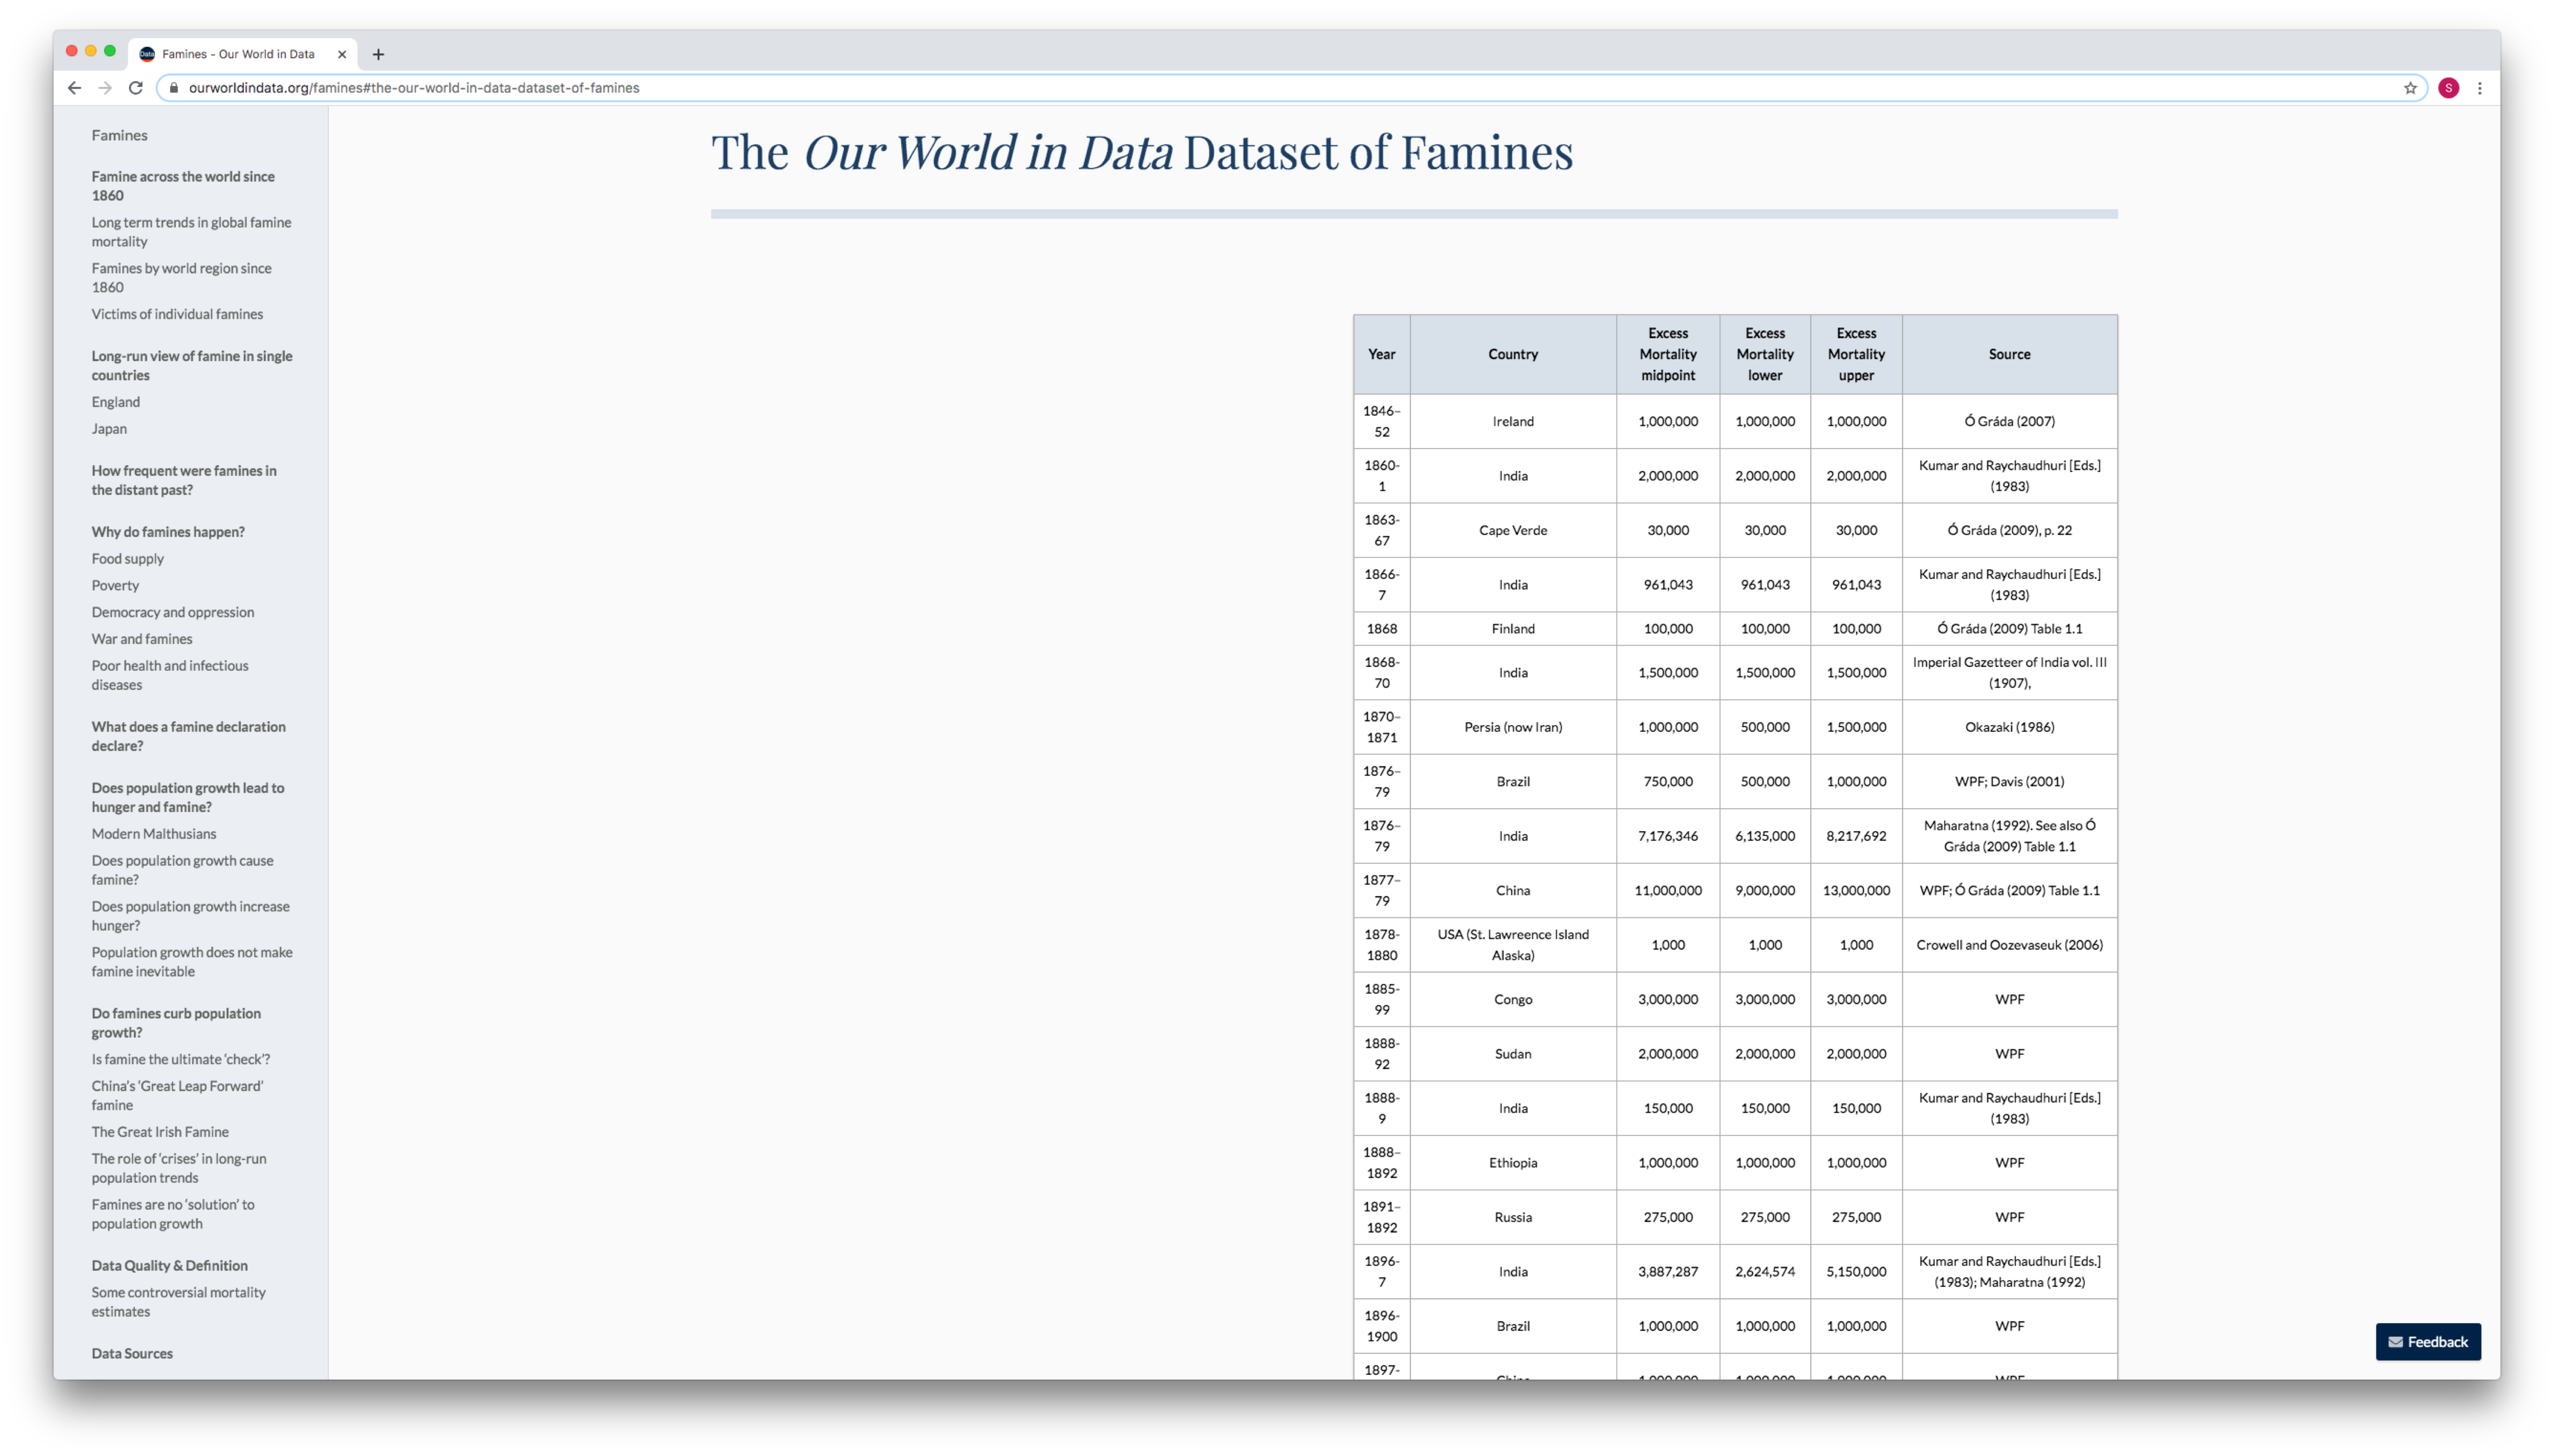 Famines - Our World in Data
ourworldindata.org/famines#the-our-world-in-data-dataset-of-famines
S
Famines
Famine across the world since
1860
Long term trends in global famine
mortality
Famines by world region since
1860
Victims of individual famines
Long-run view of famine in single
countries
England
Japan
How frequent were famines in
the distant past?
Why do famines happen?
Food supply
Poverty
Democracy and oppression
War and famines
Poor health and infectious
diseases
What does a famine declaration
declare?
Does population growth lead to
hunger and famine?
Modern Malthusians
Does population growth cause
famine?
Does population growth increase
hunger?
Population growth does not make
famine inevitable
Do famines curb population
growth?
Is famine the ultimate ‘check’?
China’s ‘Great Leap Forward’
famine
The Great Irish Famine
The role of ‘crises’ in long-run
population trends
Famines are no ‘solution’ to
population growth
Data Quality & Definition
Some controversial mortality
estimates
Data Sources
The Our World in Data Dataset of Famines
Year Country Excess Mortality midpoint Excess Mortality lower Excess Mortality upper Source
1846–52 Ireland 1,000,000 1,000,000 1,000,000 Ó Gráda (2007)
1860-1 India 2,000,000 2,000,000 2,000,000 Kumar and Raychaudhuri [Eds.] (1983)
1863-67 Cape Verde 30,000 30,000 30,000 Ó Gráda (2009), p. 22
1866-7 India 961,043 961,043 961,043 Kumar and Raychaudhuri [Eds.] (1983)
1868 Finland 100,000 100,000 100,000 Ó Gráda (2009) Table 1.1
1868-70 India 1,500,000 1,500,000 1,500,000 Imperial Gazetteer of India vol. III (1907),
1870–1871 Persia (now Iran) 1,000,000 500,000 1,500,000 Okazaki (1986)
1876–79 Brazil 750,000 500,000 1,000,000 WPF; Davis (2001)
1876–79 India 7,176,346 6,135,000 8,217,692 Maharatna (1992). See also Ó Gráda (2009) Table 1.1
1877–79 China 11,000,000 9,000,000 13,000,000 WPF; Ó Gráda (2009) Table 1.1
1878-1880 USA (St. Lawreence Island Alaska) 1,000 1,000 1,000 Crowell and Oozevaseuk (2006)
1885-99 Congo 3,000,000 3,000,000 3,000,000 WPF
1888-92 Sudan 2,000,000 2,000,000 2,000,000 WPF
1888-9 India 150,000 150,000 150,000 Kumar and Raychaudhuri [Eds.] (1983)
1888–1892 Ethiopia 1,000,000 1,000,000 1,000,000 WPF
1891–1892 Russia 275,000 275,000 275,000 WPF
1896-7 India 3,887,287 2,624,574 5,150,000 Kumar and Raychaudhuri [Eds.] (1983); Maharatna (1992)
1896-1900 Brazil 1,000,000 1,000,000 1,000,000 WPF
1897- China 1,000,000 1,000,000 1,000,000 WPF
Feedback